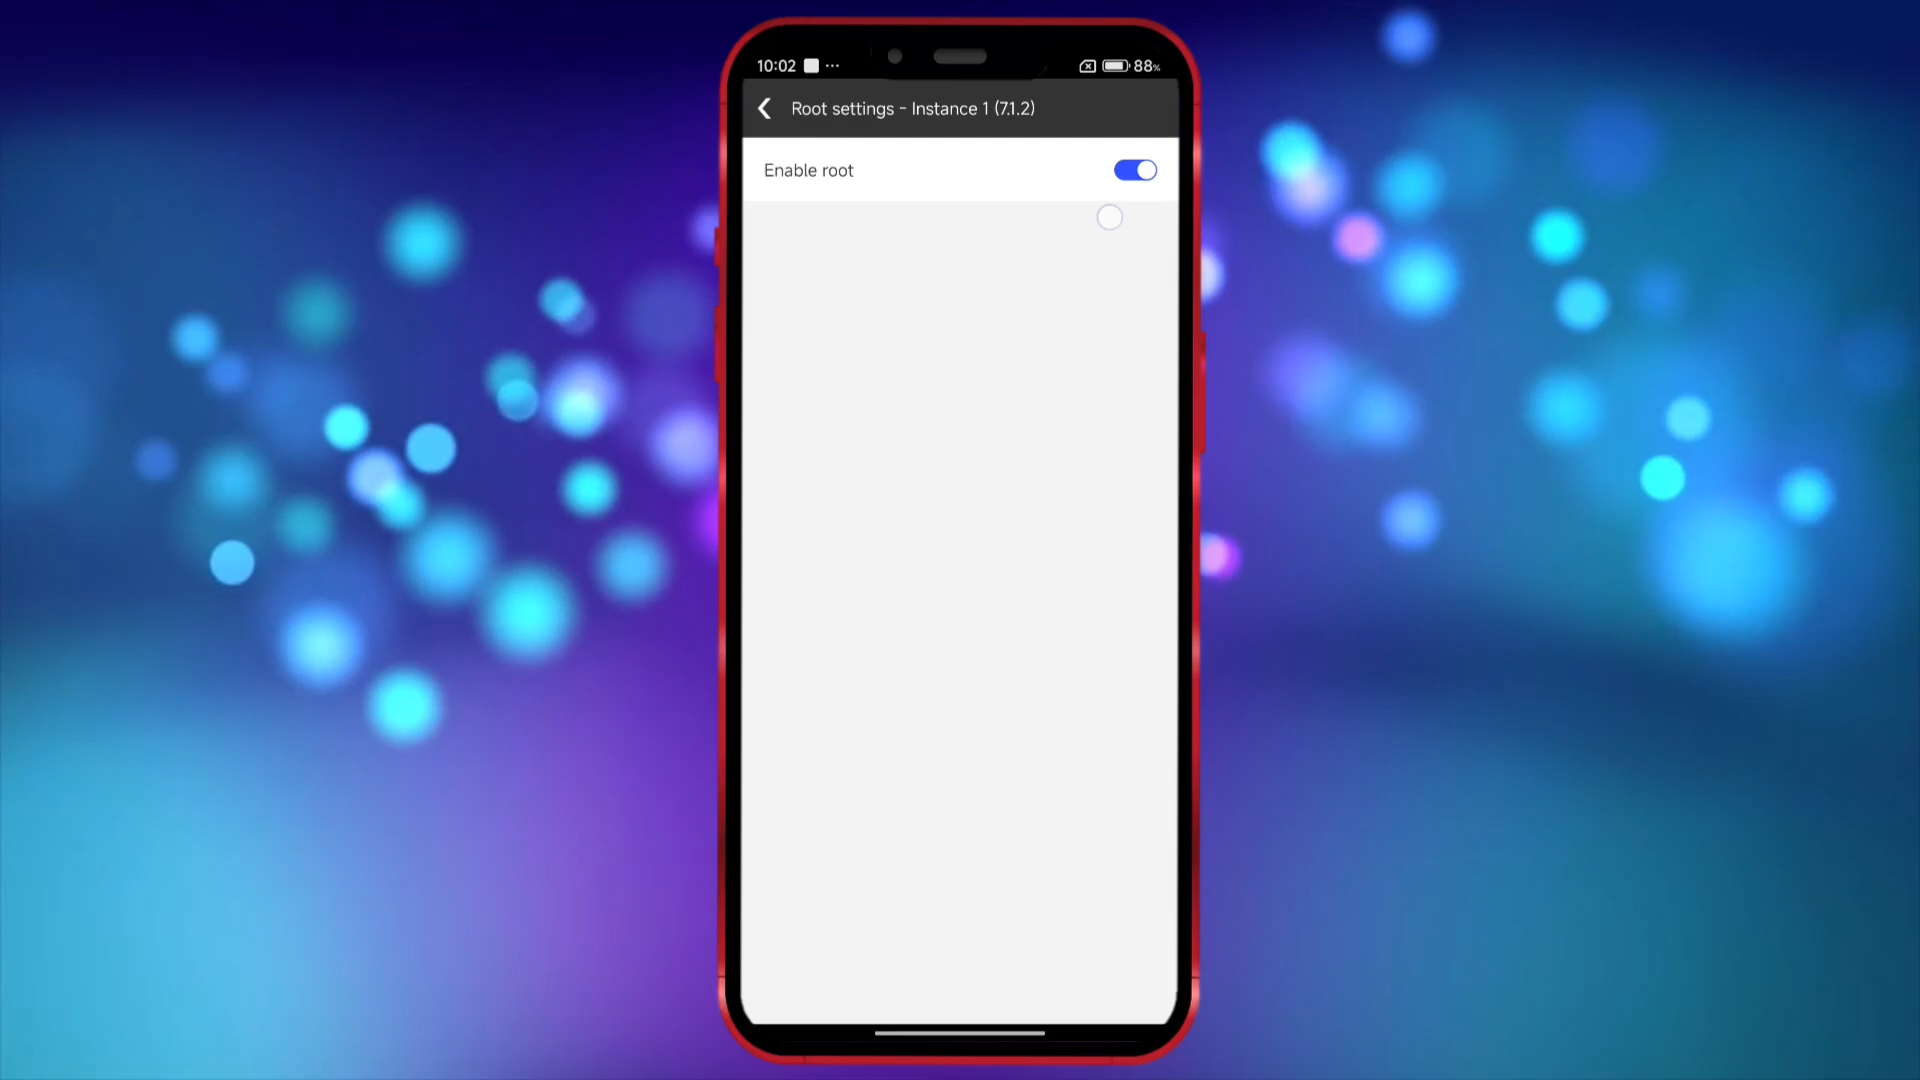 10:02 ... 88%
Root settings - Instance 1 (7.1.2)
Enable root